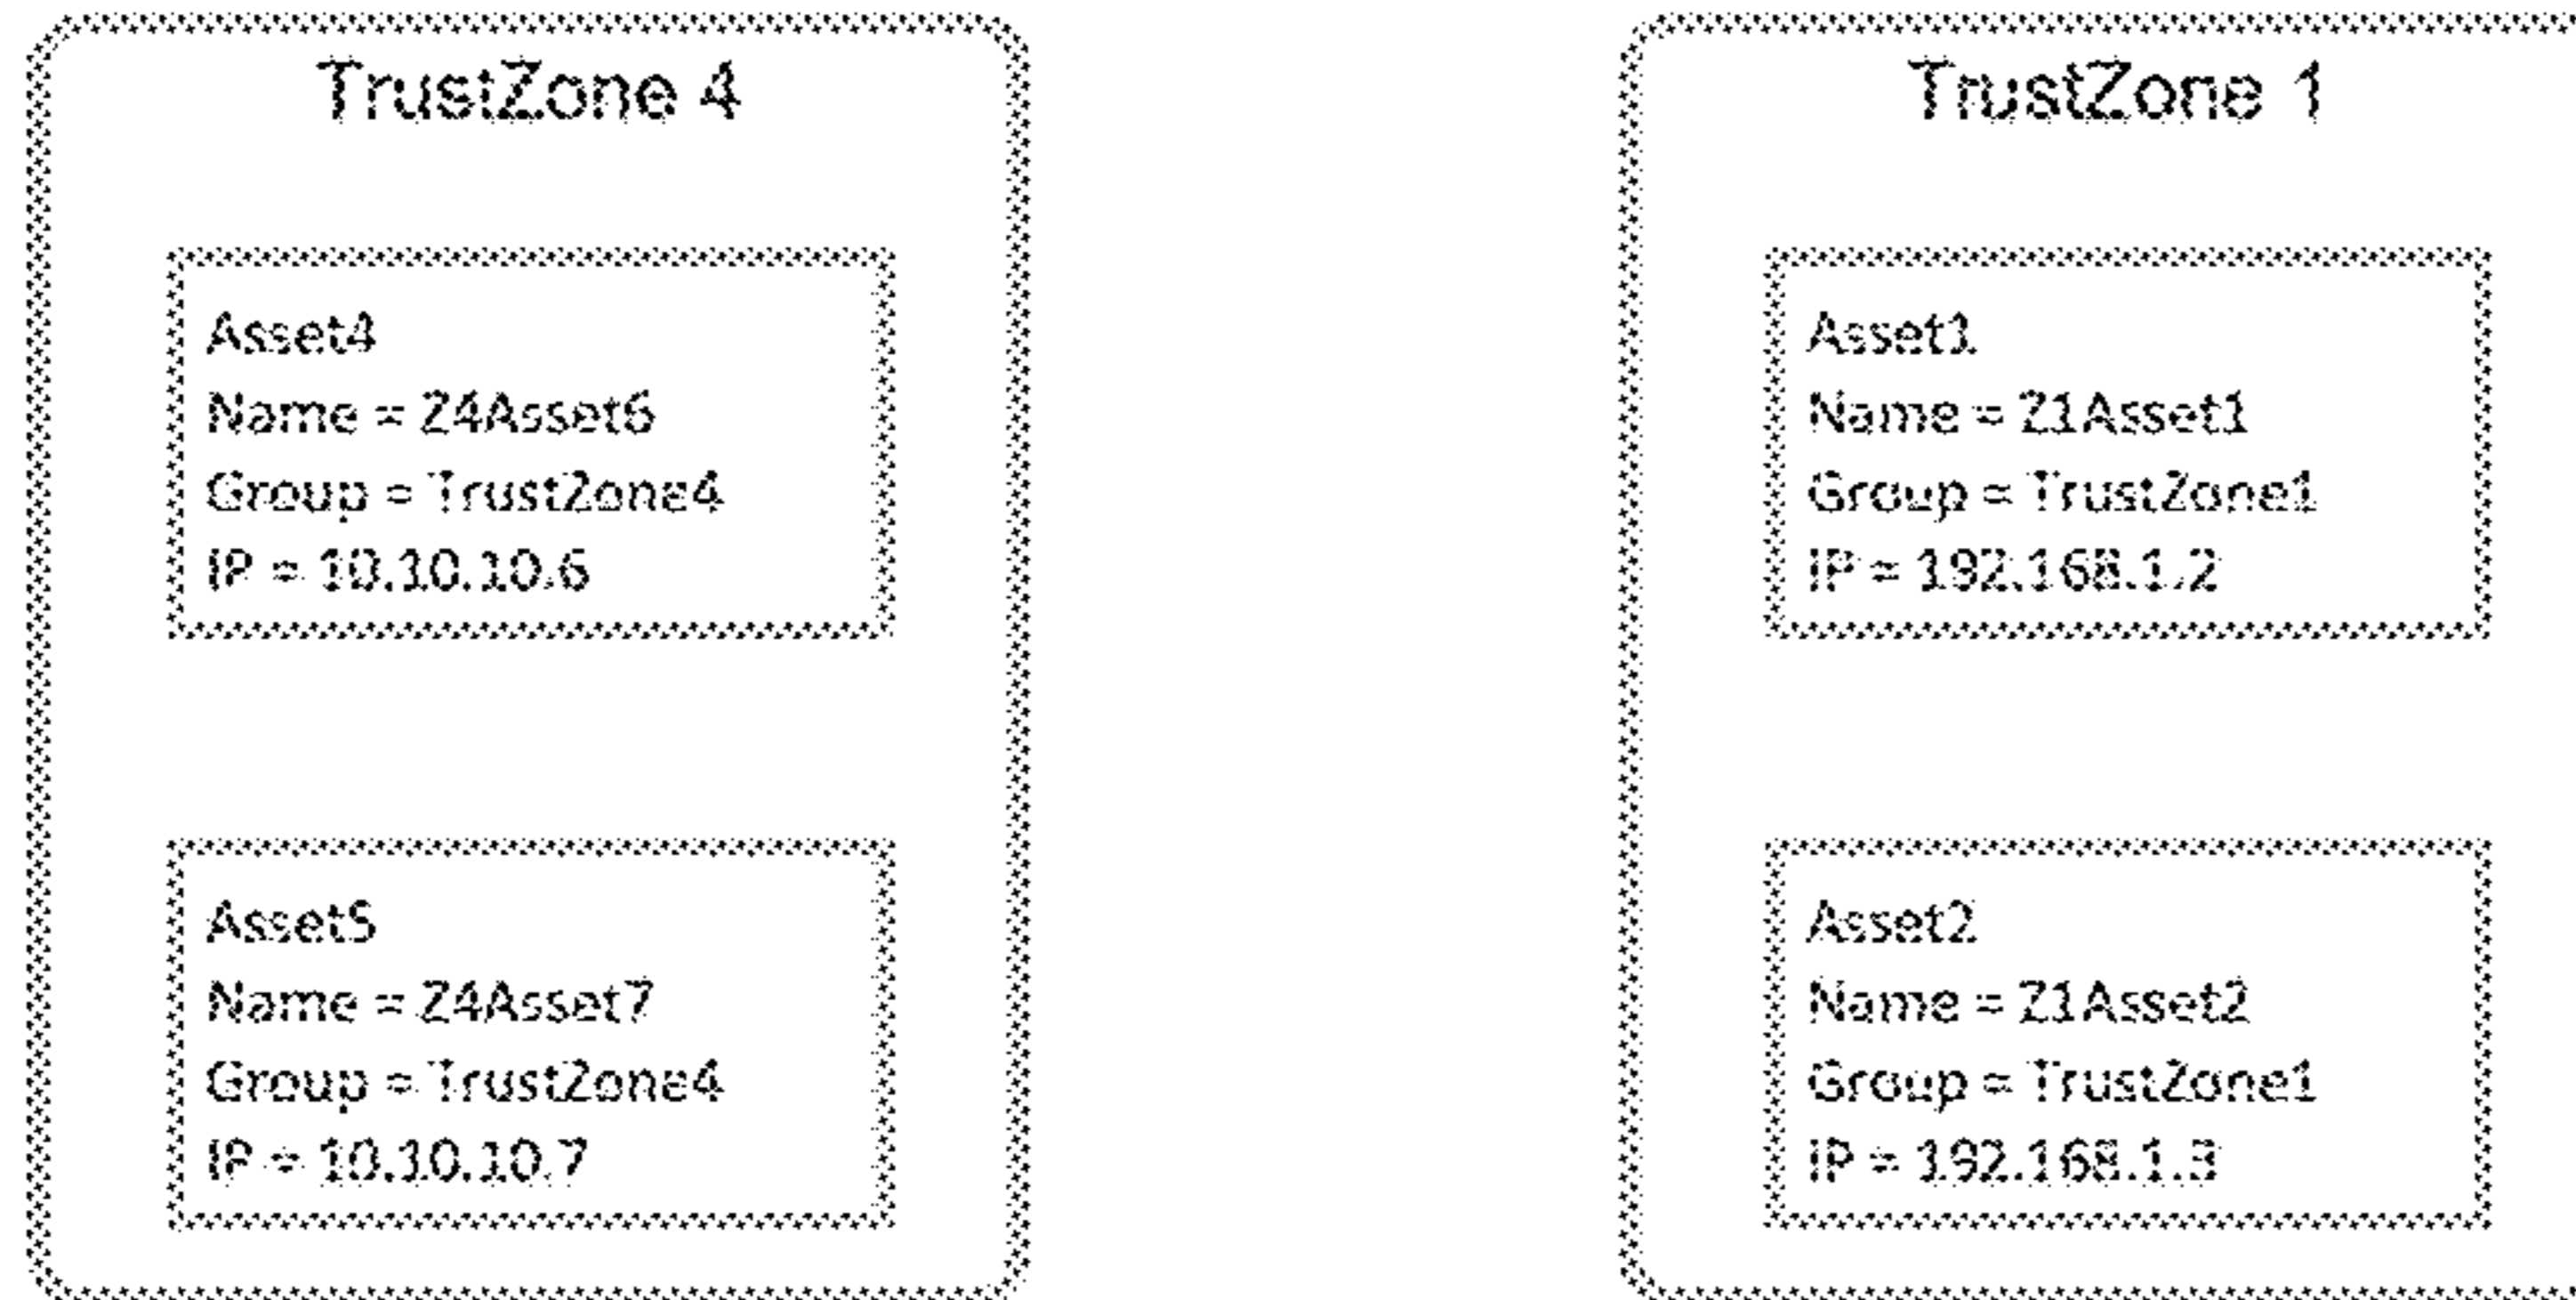 TrustZone 4
Asset4
Name = Z4Asset6
Group = TrustZone4
IP = 10.10.10.6
Asset5
Name = Z4Asset7
Group = TrustZone4
IP = 10.10.10.7
TrustZone 1
Asset1
Name = Z1Asset1
Group = TrustZone1
IP = 192.168.1.2
Asset2
Name = Z1Asset2
Group = TrustZone1
IP = 192.168.1.3